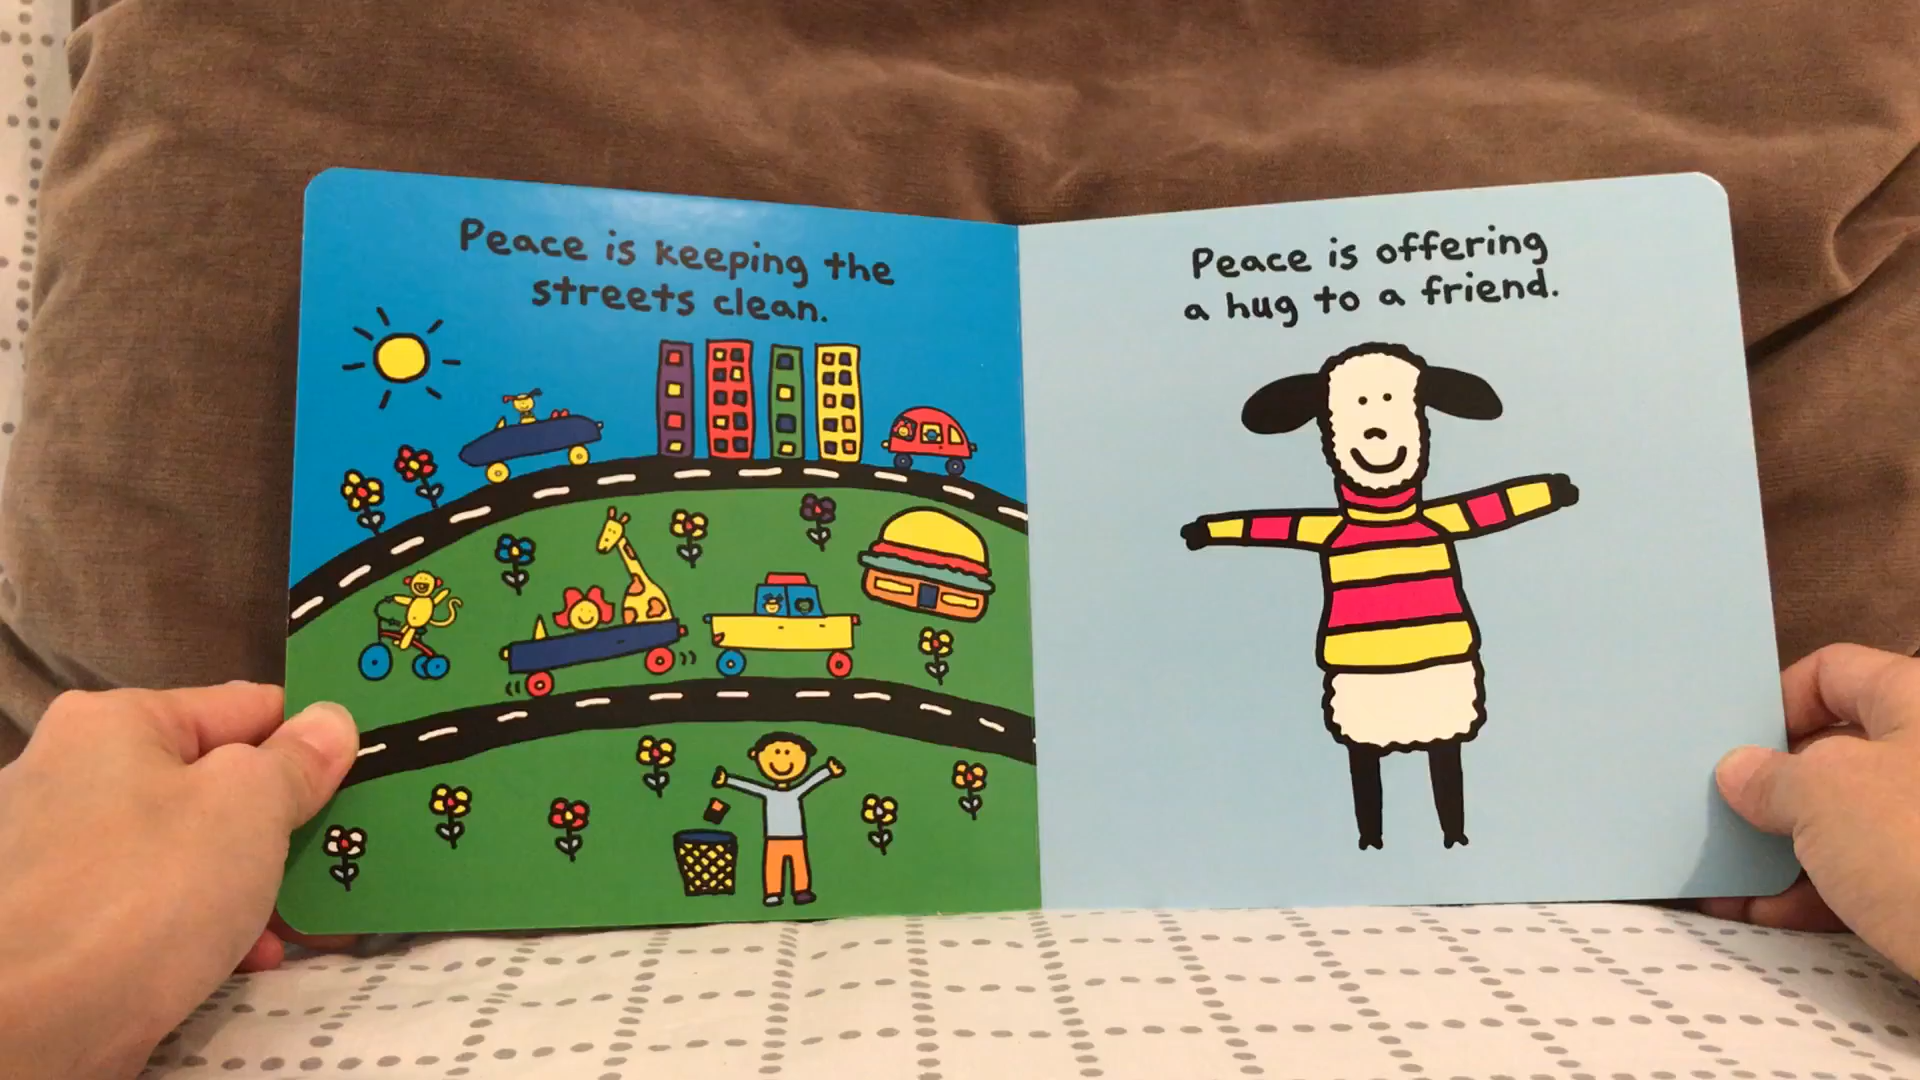 Peace is keeping the
streets clean.
Peace is offering
a hug to a friend.